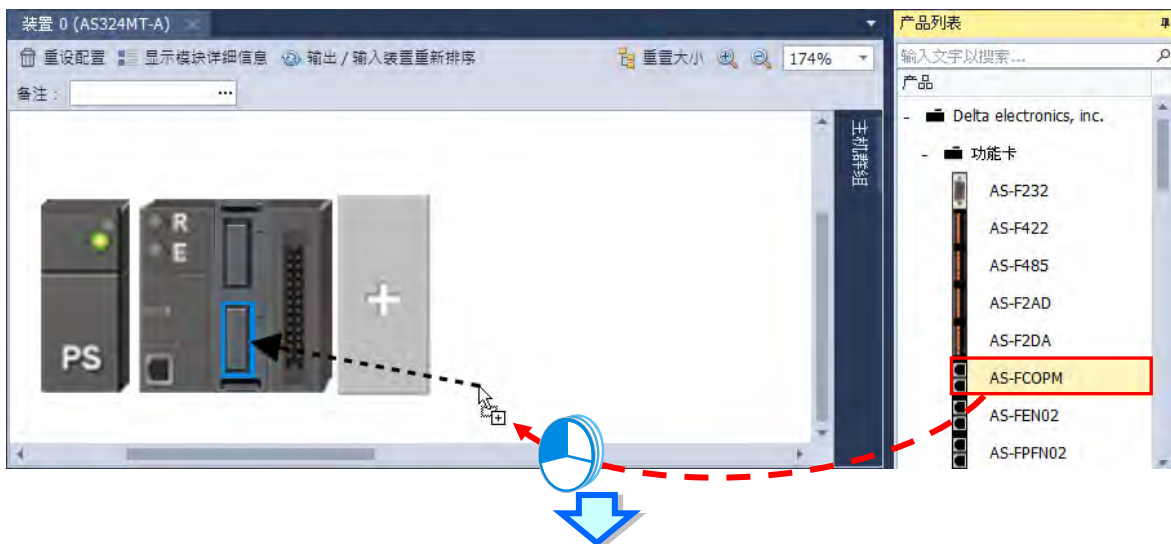 装置 0 (AS324MT-A)
重设配置 显示模块详细信息 输出 / 输入装置重新排序 重置大小 174%
备注 :
主机群组
R
E
PS
产品列表
输入文字以搜索...
产品
- Delta electronics, inc.
- 功能卡
AS-F232
AS-F422
AS-F485
AS-F2AD
AS-F2DA
AS-FCOPM
AS-FEN02
AS-FPFN02